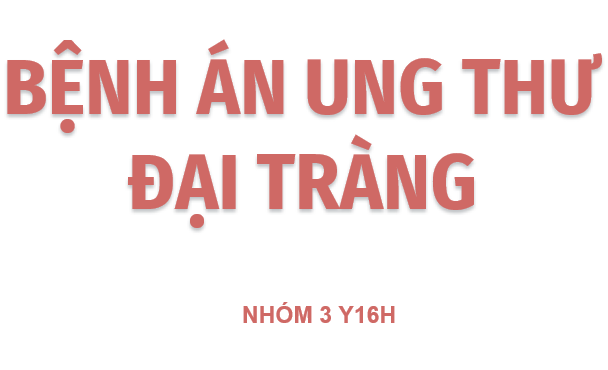 BỆNH ÁN UNG THƯ
ĐẠI TRÀNG
NHÓM 3 Y16H